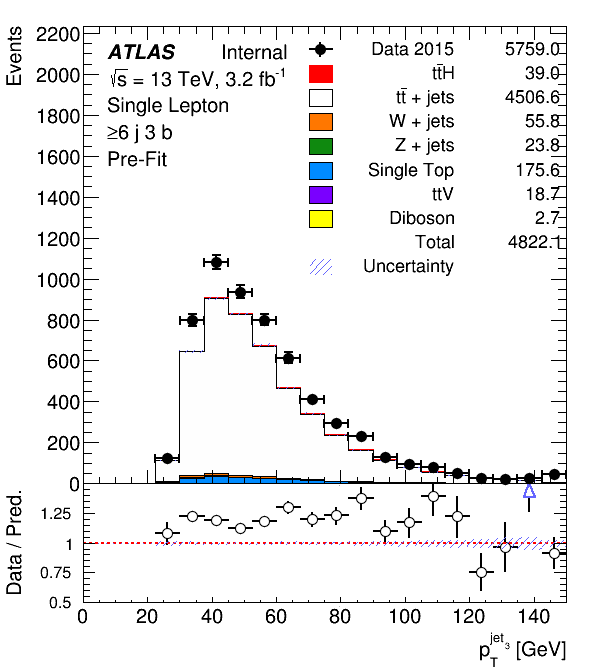 Events
2200
2000
1800
1600
1400
1200
1000
800
600
400
200
0
ATLAS Internal
√s = 13 TeV, 3.2 fb⁻¹
Single Lepton
≥6 j 3 b
Pre-Fit
Data 2015 5759.0
tt̄H 39.0
tt̄ + jets 4506.6
W + jets 55.8
Z + jets 23.8
Single Top 175.6
ttV 18.7
Diboson 2.7
Total 4822.1
Uncertainty
Data / Pred.
1.25
1
0.75
0.5
0 20 40 60 80 100 120 140
p_T^jet_3 [GeV]